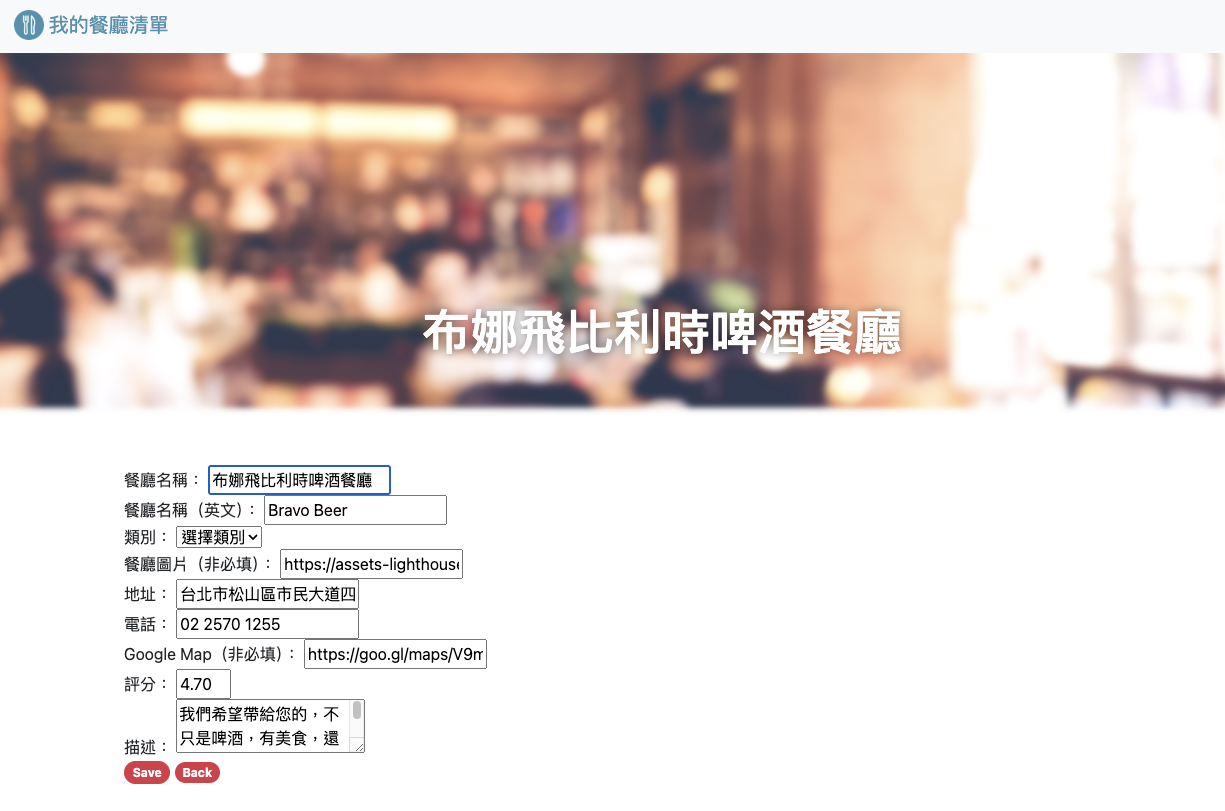 我的餐廳清單
布娜飛比利時啤酒餐廳
餐廳名稱： 布娜飛比利時啤酒餐廳
餐廳名稱（英文）： Bravo Beer
類別： 選擇類別
餐廳圖片（非必填）： https://assets-lighthouse
地址： 台北市松山區市民大道四
電話： 02 2570 1255
Google Map（非必填）： https://goo.gl/maps/V9m
評分： 4.70
我們希望帶給您的，不
只是啤酒，有美食，還
描述：
Save Back